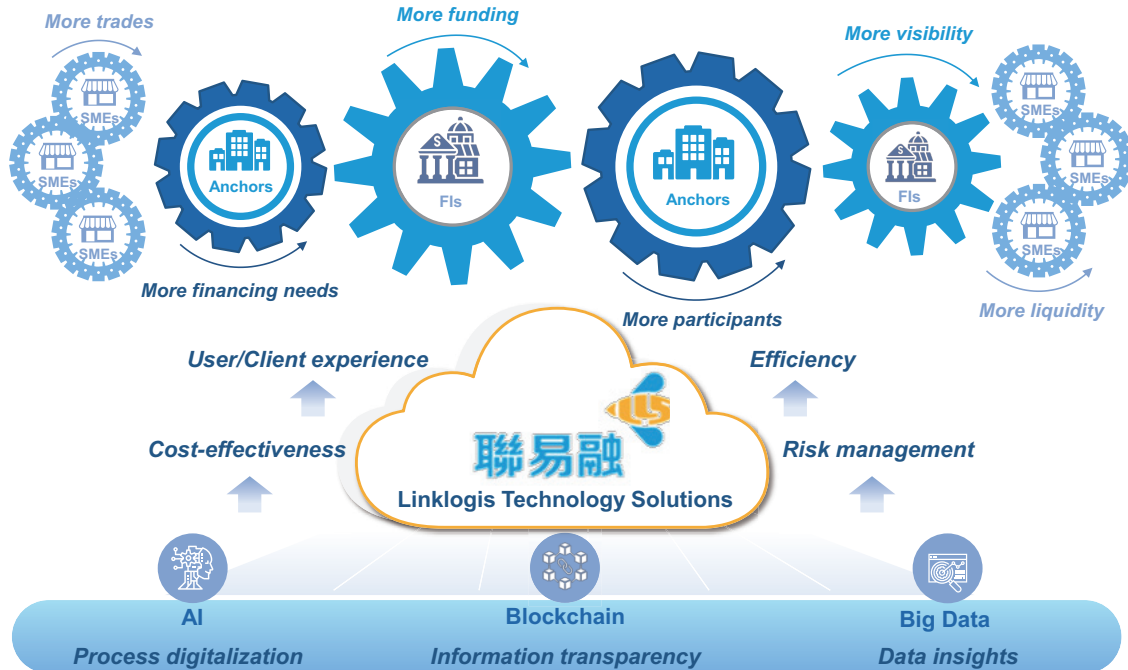 More trades
More funding
More visibility
SMEs
SMEs
SMEs
Anchors
FIs
Anchors
FIs
SMEs
SMEs
SMEs
More financing needs
More participants
More liquidity
User/Client experience
Efficiency
LLS
聯易融
Cost-effectiveness
Risk management
Linklogis Technology Solutions
AI
Blockchain
Big Data
Process digitalization
Information transparency
Data insights